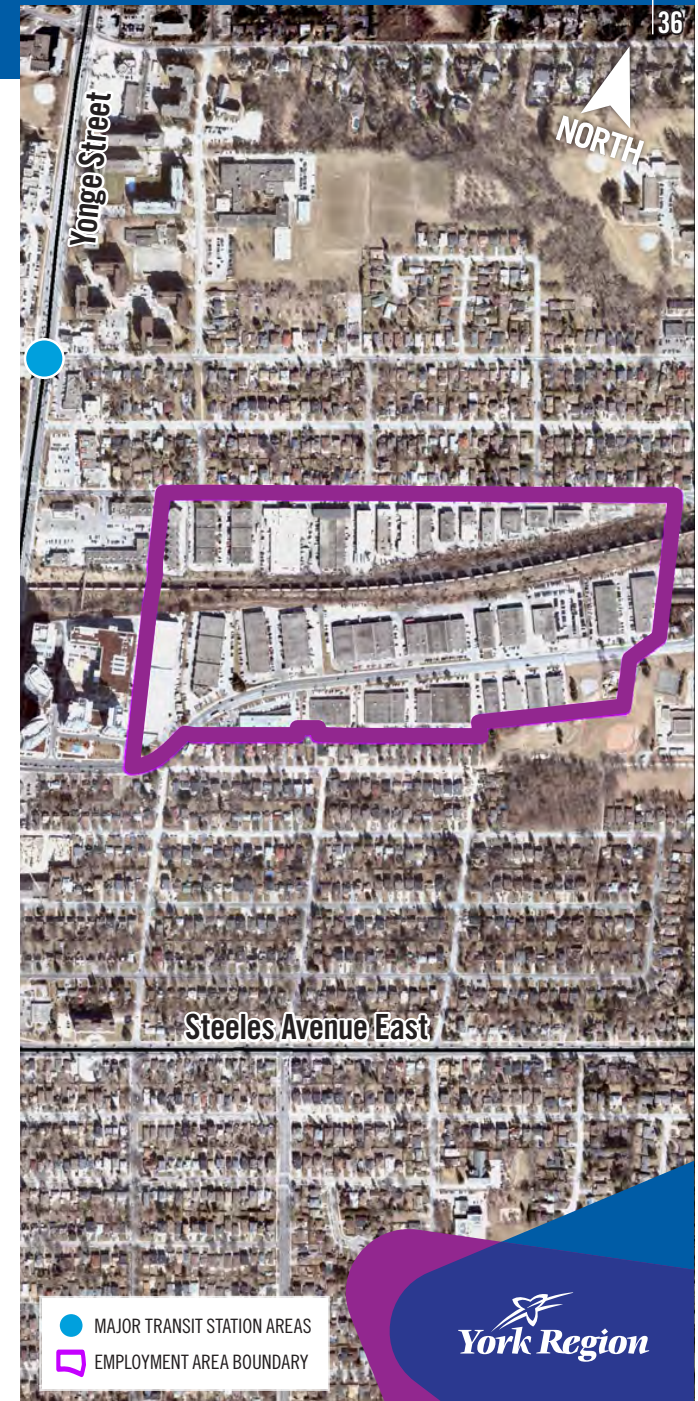 36
NORTH
Yonge Street
Steeles Avenue East
MAJOR TRANSIT STATION AREAS
EMPLOYMENT AREA BOUNDARY
York Region